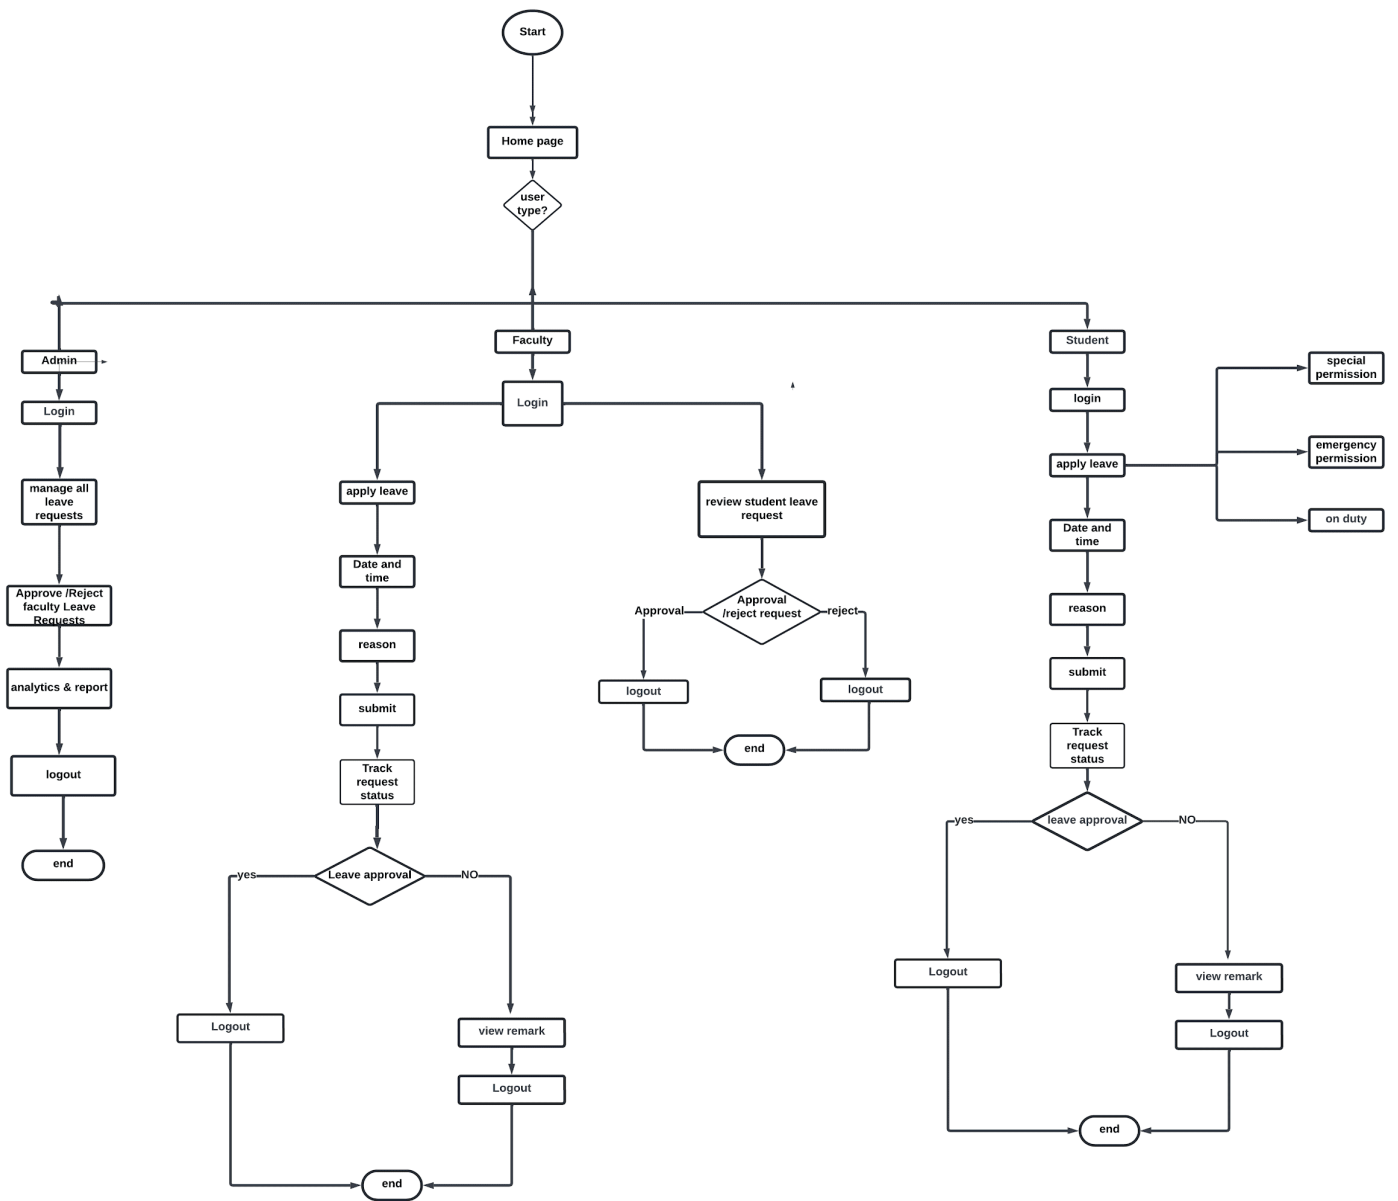 Start
Home page
user
type?
Admin
Login
manage all
leave
requests
Approve /Reject
faculty Leave
Requests
analytics & report
logout
end
Faculty
Login
apply leave
Date and
time
reason
submit
Track
request
status
Leave approval
yes
NO
Logout
view remark
Logout
end
review student leave
request
Approval
/reject request
Approval
reject
logout
logout
end
Student
login
apply leave
special
permission
emergency
permission
on duty
Date and
time
reason
submit
Track
request
status
leave approval
yes
NO
Logout
view remark
Logout
end